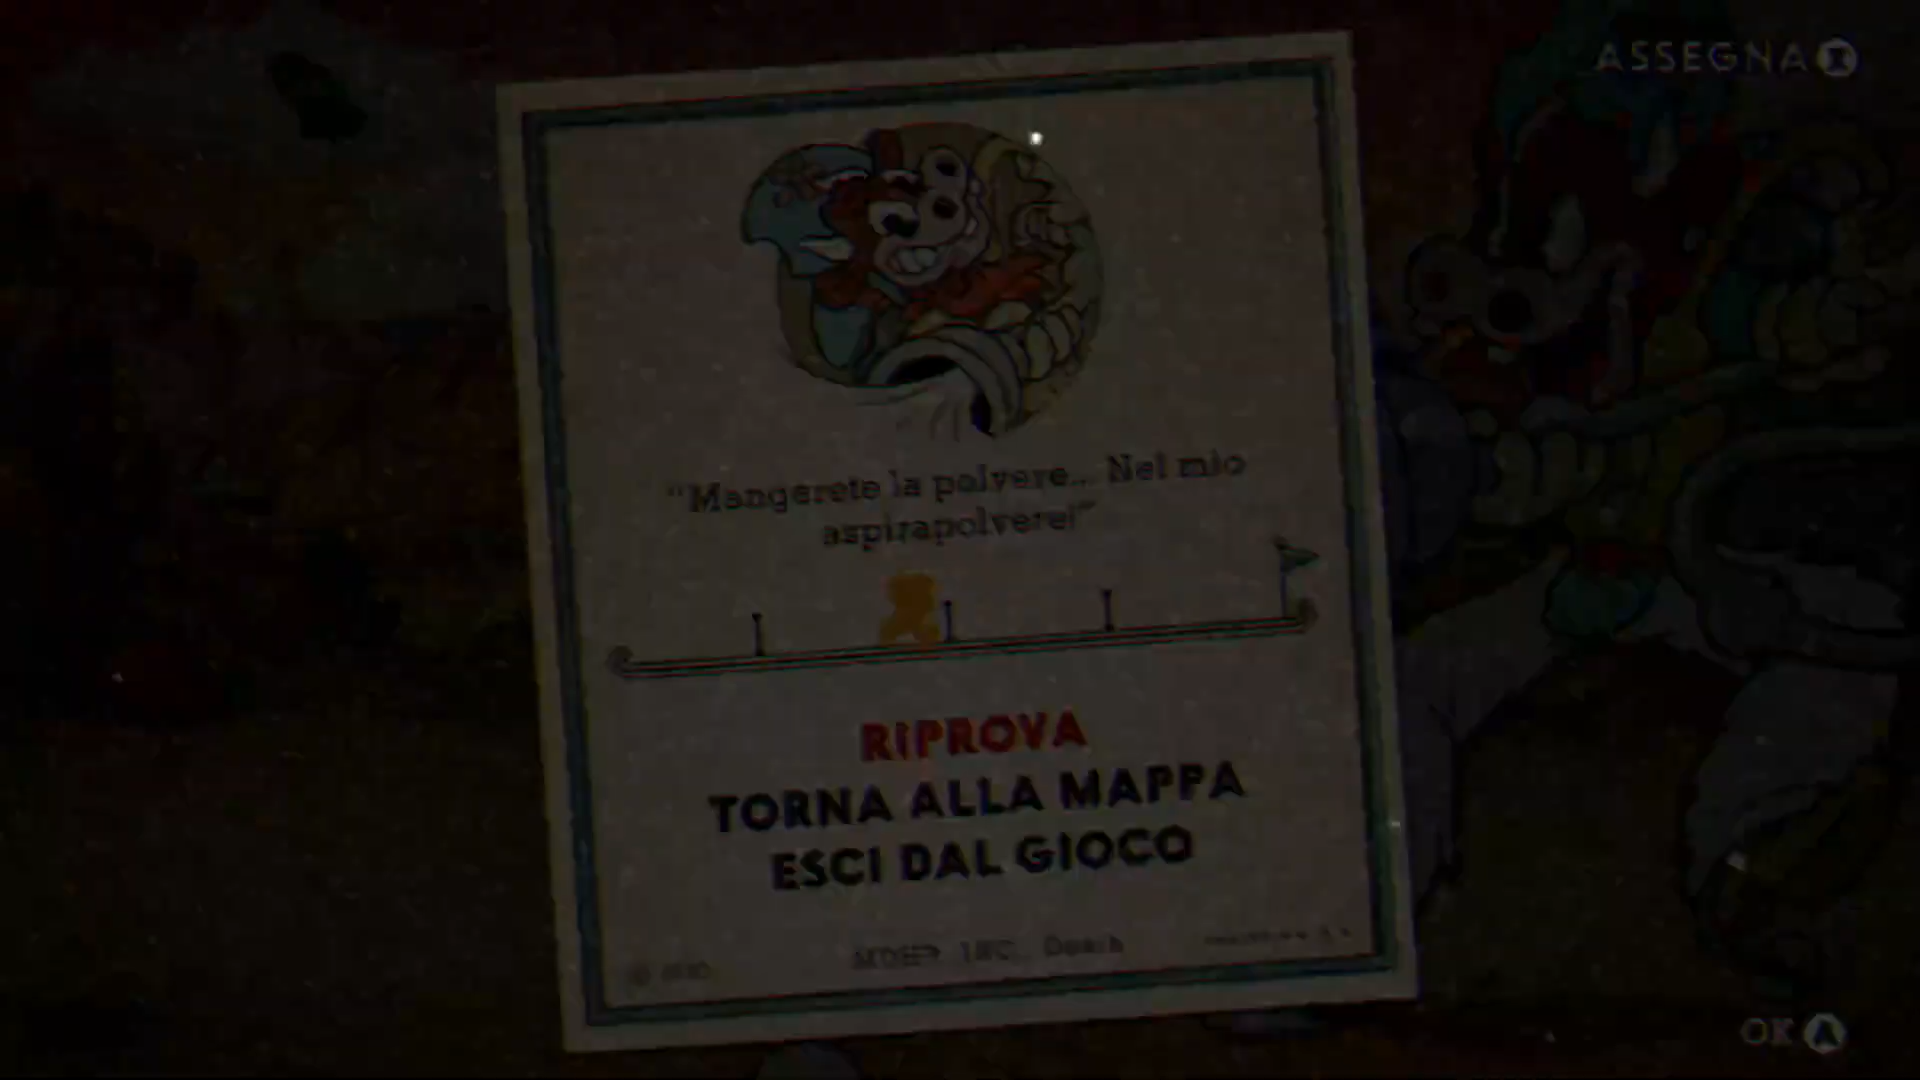 ASSEGNA X
"Mangerete la polvere... Nel mio
aspirapolvere!"
RIPROVA
TORNA ALLA MAPPA
ESCI DAL GIOCO
OK A